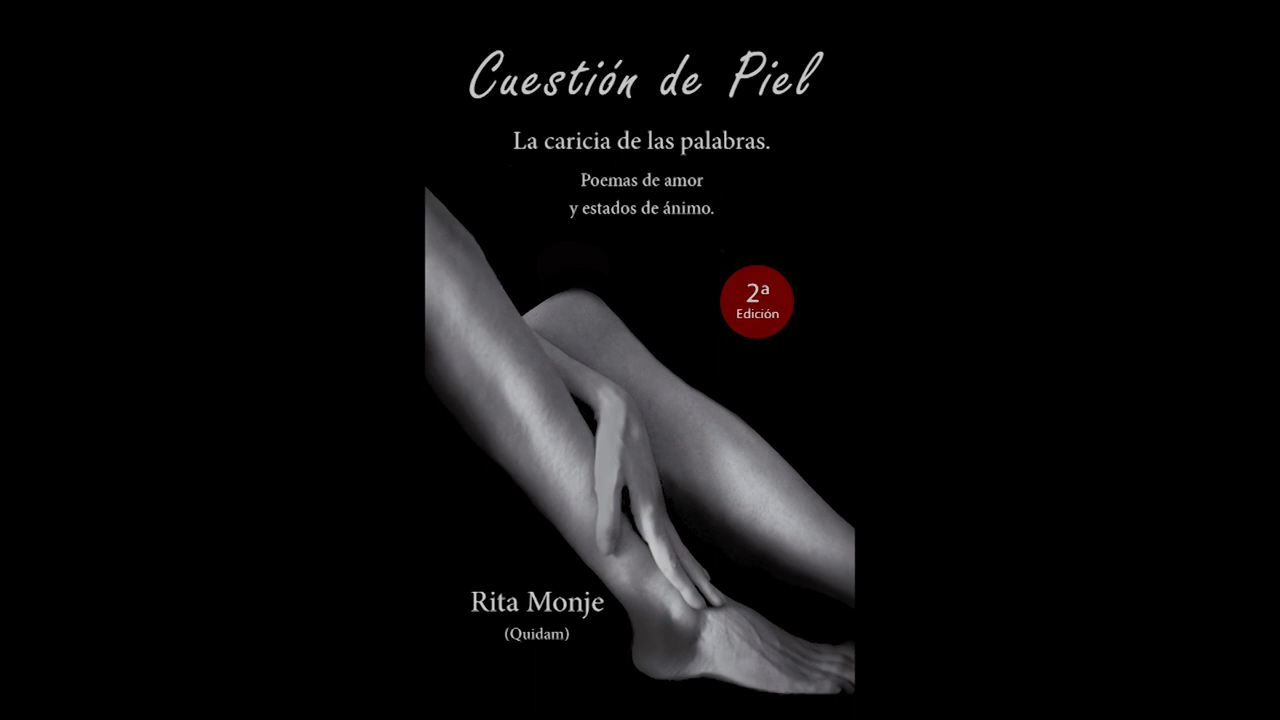 Cuestión de Piel
La caricia de las palabras.
Poemas de amor
y estados de ánimo.
2ª
Edición
Rita Monje
(Quidam)